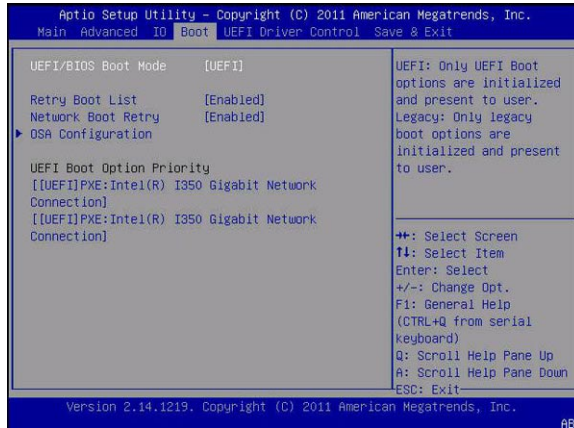 Aptio Setup Utility – Copyright (C) 2011 American Megatrends, Inc.
Main Advanced IO Boot UEFI Driver Control Save & Exit
UEFI/BIOS Boot Mode [UEFI]
Retry Boot List [Enabled]
Network Boot Retry [Enabled]
OSA Configuration
UEFI Boot Option Priority
[[UEFI]PXE:Intel(R) I350 Gigabit Network
Connection]
[[UEFI]PXE:Intel(R) I350 Gigabit Network
Connection]
UEFI: Only UEFI Boot
options are initialized
and present to user.
Legacy: Only legacy
boot options are
initialized and present
to user.
→←: Select Screen
↑↓: Select Item
Enter: Select
+/-: Change Opt.
F1: General Help
(CTRL+Q from serial
keyboard)
Q: Scroll Help Pane Up
A: Scroll Help Pane Down
ESC: Exit
Version 2.14.1219. Copyright (C) 2011 American Megatrends, Inc.
AB